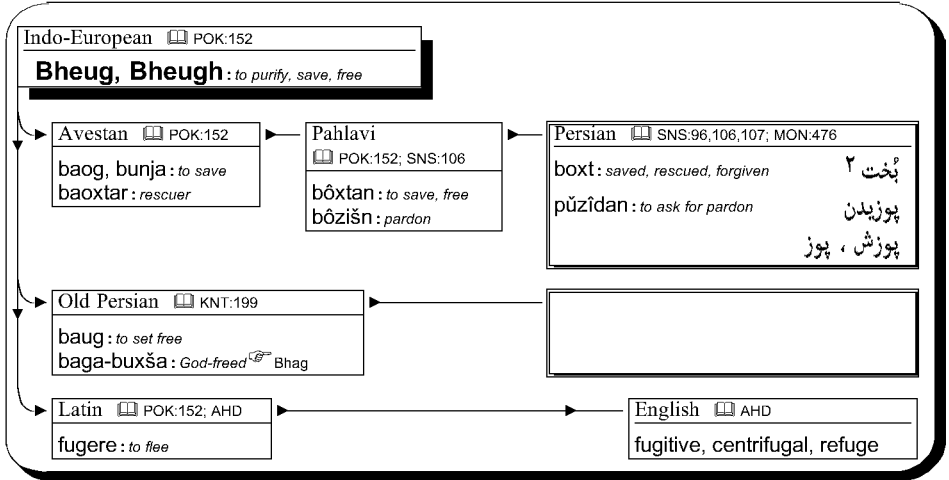 Indo-European 🕮 POK:152
Bheug, Bheugh : to purify, save, free
Avestan 🕮 POK:152
baog, bunja : to save
baoxtar : rescuer
Pahlavi
🕮 POK:152; SNS:106
bôxtan : to save, free
bôzišn : pardon
Persian 🕮 SNS:96,106,107; MON:476
boxt : saved, rescued, forgiven بُخت ۲
pŭzîdan : to ask for pardon پوزیدن
پوزش ، پوز
Old Persian 🕮 KNT:199
baug : to set free
baga-buxša : God-freed ☞ Bhag
Latin 🕮 POK:152; AHD
fugere : to flee
English 🕮 AHD
fugitive, centrifugal, refuge